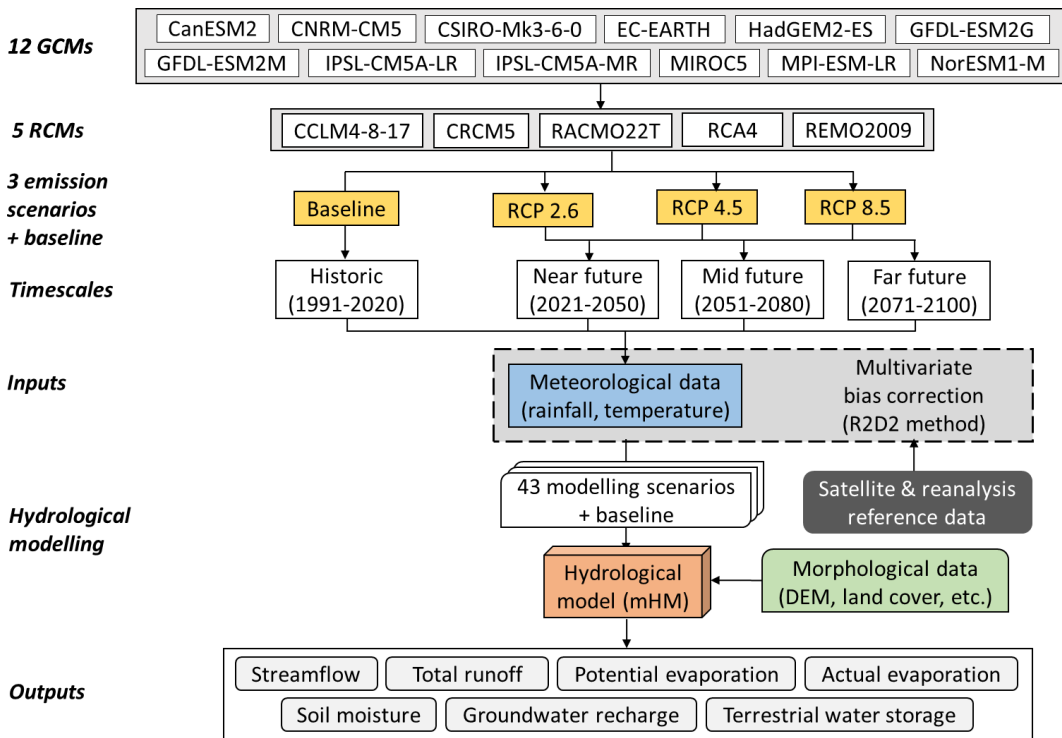 12 GCMs
CanESM2
CNRM-CM5
CSIRO-Mk3-6-0
EC-EARTH
HadGEM2-ES
GFDL-ESM2G
GFDL-ESM2M
IPSL-CM5A-LR
IPSL-CM5A-MR
MIROC5
MPI-ESM-LR
NorESM1-M
5 RCMs
CCLM4-8-17
CRCM5
RACMO22T
RCA4
REMO2009
3 emission
scenarios
+ baseline
Baseline
RCP 2.6
RCP 4.5
RCP 8.5
Timescales
Historic
(1991-2020)
Near future
(2021-2050)
Mid future
(2051-2080)
Far future
(2071-2100)
Inputs
Meteorological data
(rainfall, temperature)
Multivariate
bias correction
(R2D2 method)
Hydrological
modelling
43 modelling scenarios
+ baseline
Satellite & reanalysis
reference data
Hydrological
model (mHM)
Morphological data
(DEM, land cover, etc.)
Outputs
Streamflow
Total runoff
Potential evaporation
Actual evaporation
Soil moisture
Groundwater recharge
Terrestrial water storage